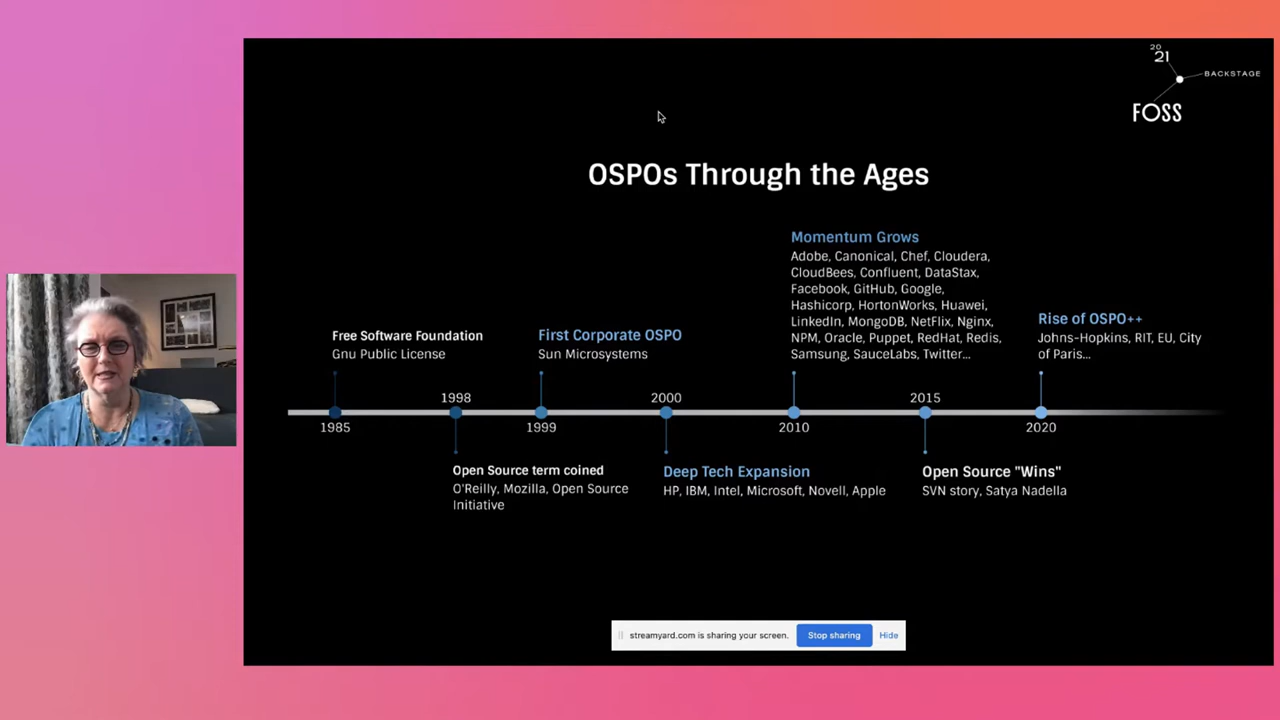 20
21
BACKSTAGE
FOSS
OSPOs Through the Ages
Momentum Grows
Adobe, Canonical, Chef, Cloudera,
CloudBees, Confluent, DataStax,
Facebook, GitHub, Google,
Hashicorp, HortonWorks, Huawei,
LinkedIn, MongoDB, NetFlix, Nginx,
NPM, Oracle, Puppet, RedHat, Redis,
Samsung, SauceLabs, Twitter...
Free Software Foundation
Gnu Public License
First Corporate OSPO
Sun Microsystems
Rise of OSPO++
Johns-Hopkins, RIT, EU, City
of Paris...
1998
2000
2015
1985
1999
2010
2020
Open Source term coined
O'Reilly, Mozilla, Open Source
Initiative
Deep Tech Expansion
HP, IBM, Intel, Microsoft, Novell, Apple
Open Source "Wins"
SVN story, Satya Nadella
streamyard.com is sharing your screen.
Stop sharing
Hide